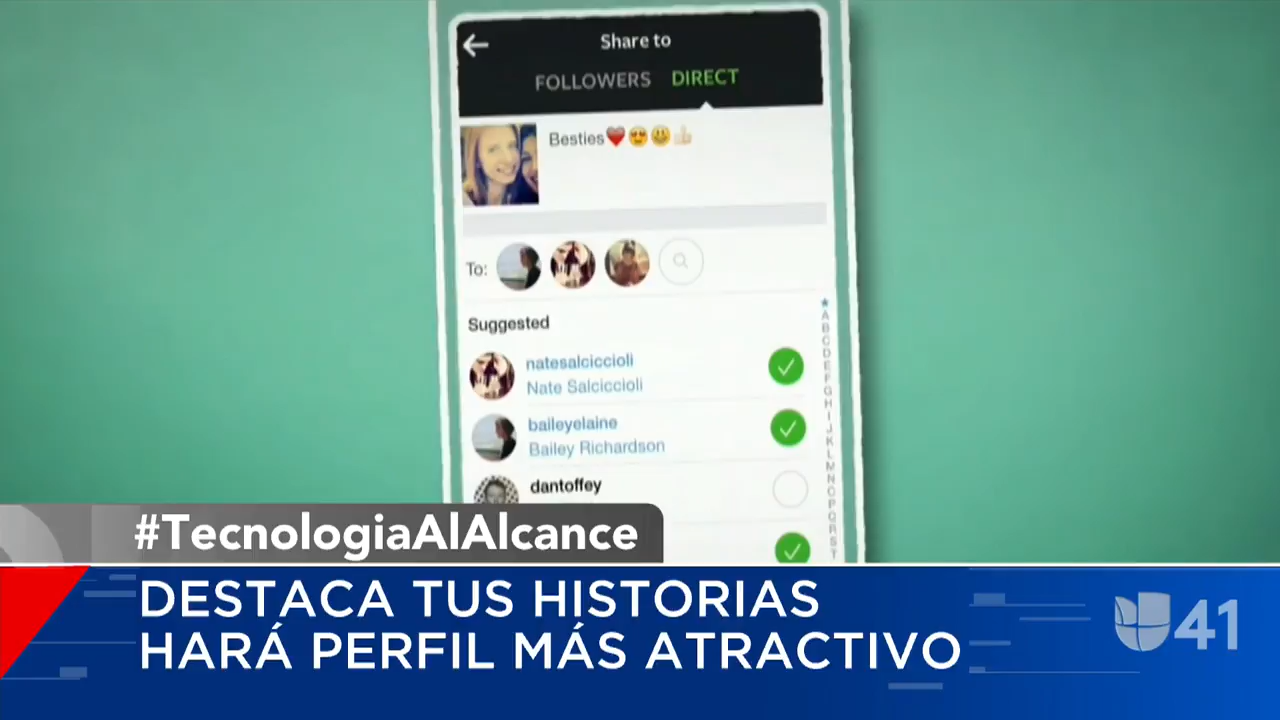 Share to
FOLLOWERS DIRECT
Besties❤️😍😃👍
To:
Suggested
natesalciccioli
Nate Salciccioli
baileyelaine
Bailey Richardson
dantoffey
A
B
C
D
E
F
G
H
I
J
K
L
M
N
O
P
Q
R
S
T
#TecnologiaAlAlcance
DESTACA TUS HISTORIAS
HARÁ PERFIL MÁS ATRACTIVO
41